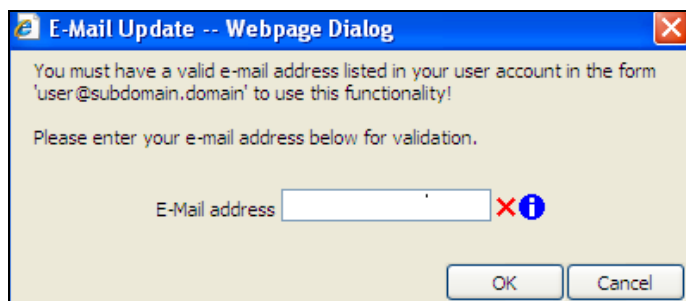 E-Mail Update -- Webpage Dialog
You must have a valid e-mail address listed in your user account in the form
'user@subdomain.domain' to use this functionality!
Please enter your e-mail address below for validation.
E-Mail address
OK Cancel